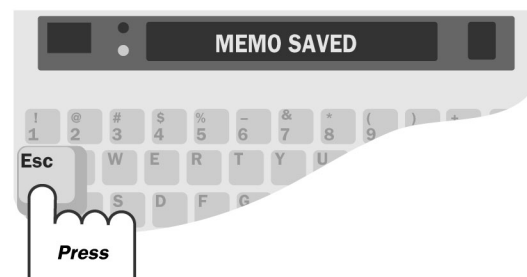 MEMO SAVED
! @ # $ % – & * ( ) +
1 2 3 4 5 6 7 8 9
Esc W E R T Y U
S D F G
Press